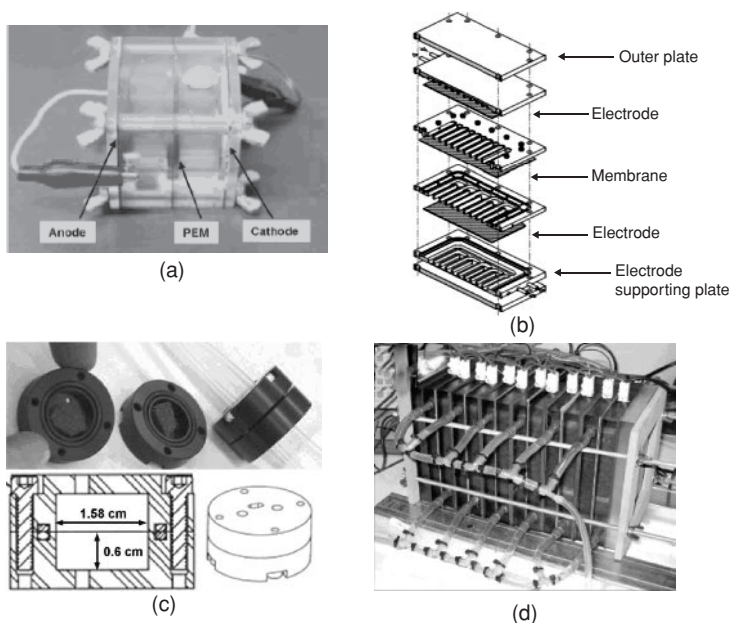 Anode
PEM
Cathode
(a)
Outer plate
Electrode
Membrane
Electrode
Electrode
supporting plate
(b)
1.58 cm
0.6 cm
(c)
(d)